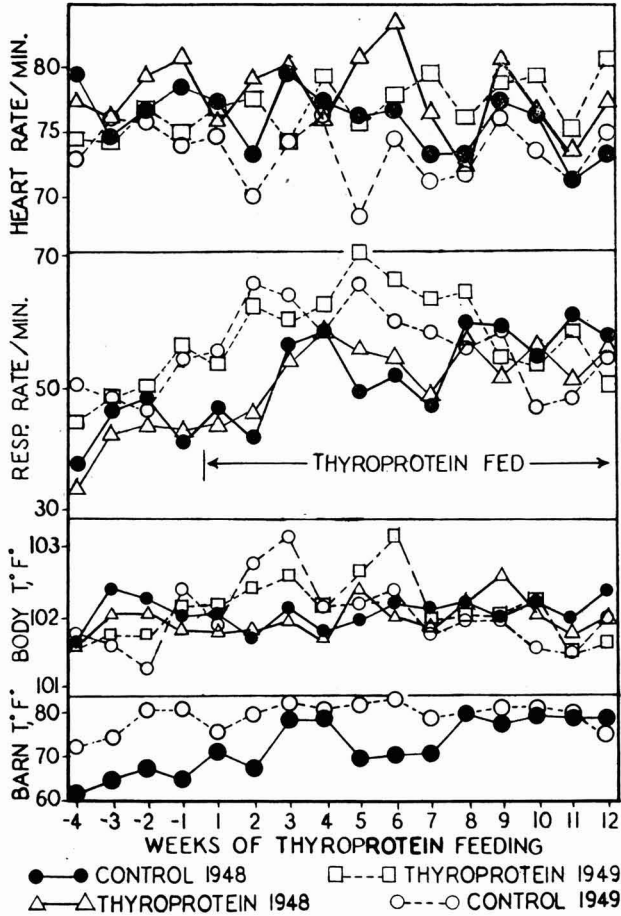 HEART RATE/MIN.
80
75
70
RESP. RATE/MIN.
70
50
30
THYROPROTEIN FED
BODY T,°F°
103
102
101
BARN T,°F°
80
70
60
-4 -3 -2 -1 1 2 3 4 5 6 7 8 9 10 11 12
WEEKS OF THYROPROTEIN FEEDING
CONTROL 1948 THYROPROTEIN 1949
THYROPROTEIN 1948 CONTROL 1949